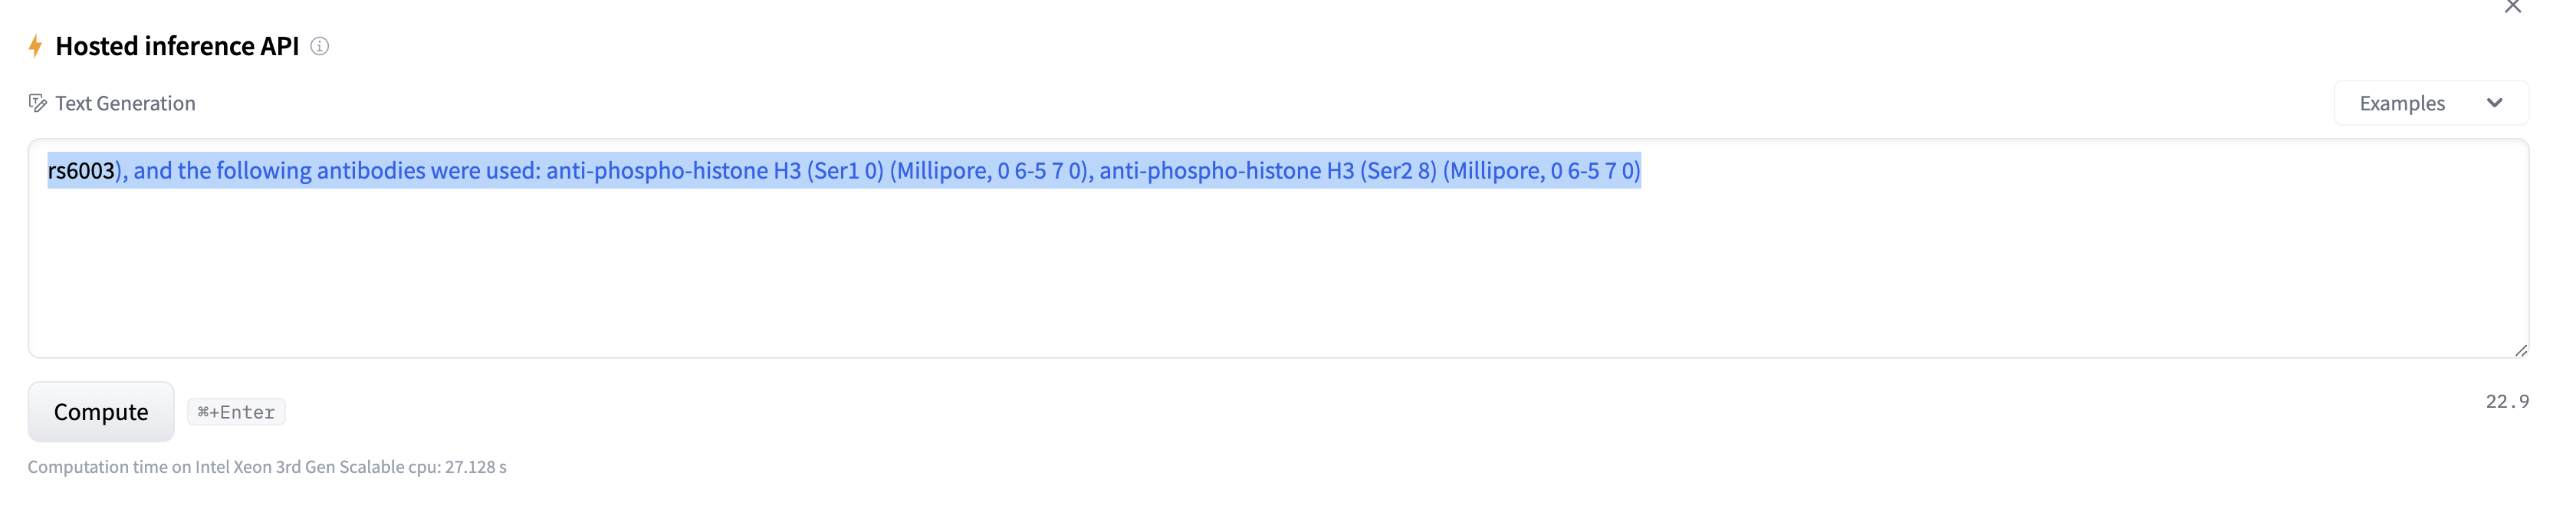 Hosted inference API
Text Generation
Examples
rs6003), and the following antibodies were used: anti-phospho-histone H3 (Ser1 0) (Millipore, 0 6-5 7 0), anti-phospho-histone H3 (Ser2 8) (Millipore, 0 6-5 7 0)
Compute
⌘+Enter
22.9
Computation time on Intel Xeon 3rd Gen Scalable cpu: 27.128 s